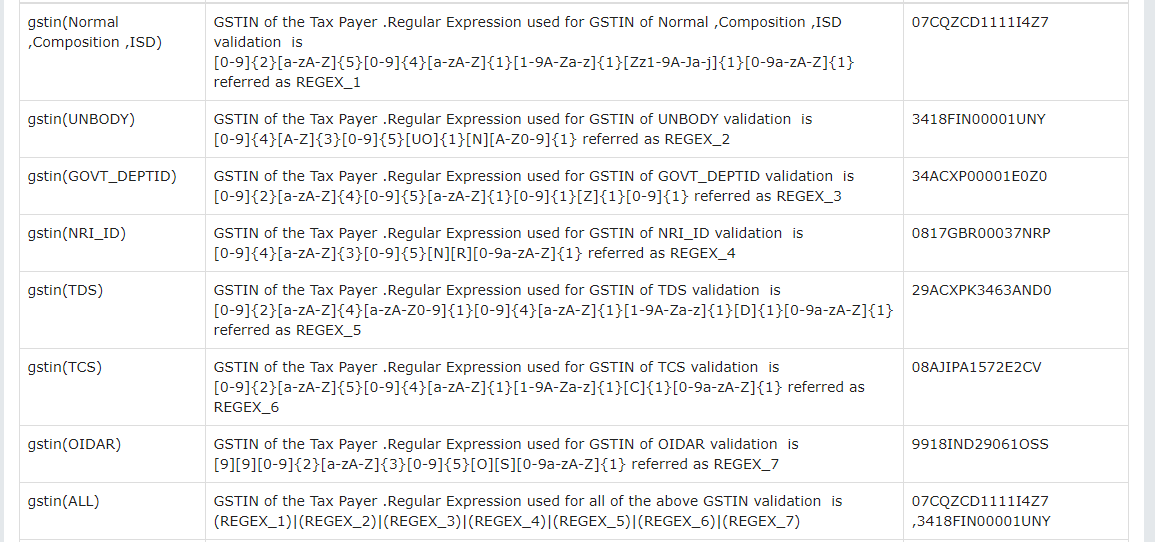 gstin(Normal
,Composition ,ISD)
GSTIN of the Tax Payer .Regular Expression used for GSTIN of Normal ,Composition ,ISD
validation  is
[0-9]{2}[a-zA-Z]{5}[0-9]{4}[a-zA-Z]{1}[1-9A-Za-z]{1}[Zz1-9A-Ja-j]{1}[0-9a-zA-Z]{1}
referred as REGEX_1
07CQZCD1111I4Z7
gstin(UNBODY)
GSTIN of the Tax Payer .Regular Expression used for GSTIN of UNBODY validation  is
[0-9]{4}[A-Z]{3}[0-9]{5}[UO]{1}[N][A-Z0-9]{1} referred as REGEX_2
3418FIN00001UNY
gstin(GOVT_DEPTID)
GSTIN of the Tax Payer .Regular Expression used for GSTIN of GOVT_DEPTID validation  is
[0-9]{2}[a-zA-Z]{4}[0-9]{5}[a-zA-Z]{1}[0-9]{1}[Z]{1}[0-9]{1} referred as REGEX_3
34ACXP00001E0Z0
gstin(NRI_ID)
GSTIN of the Tax Payer .Regular Expression used for GSTIN of NRI_ID validation  is
[0-9]{4}[a-zA-Z]{3}[0-9]{5}[N][R][0-9a-zA-Z]{1} referred as REGEX_4
0817GBR00037NRP
gstin(TDS)
GSTIN of the Tax Payer .Regular Expression used for GSTIN of TDS validation  is
[0-9]{2}[a-zA-Z]{4}[a-zA-Z0-9]{1}[0-9]{4}[a-zA-Z]{1}[1-9A-Za-z]{1}[D]{1}[0-9a-zA-Z]{1}
referred as REGEX_5
29ACXPK3463AND0
gstin(TCS)
GSTIN of the Tax Payer .Regular Expression used for GSTIN of TCS validation  is
[0-9]{2}[a-zA-Z]{5}[0-9]{4}[a-zA-Z]{1}[1-9A-Za-z]{1}[C]{1}[0-9a-zA-Z]{1} referred as
REGEX_6
08AJIPA1572E2CV
gstin(OIDAR)
GSTIN of the Tax Payer .Regular Expression used for GSTIN of OIDAR validation  is
[9][9][0-9]{2}[a-zA-Z]{3}[0-9]{5}[O][S][0-9a-zA-Z]{1} referred as REGEX_7
9918IND29061OSS
gstin(ALL)
GSTIN of the Tax Payer .Regular Expression used for all of the above GSTIN validation  is
(REGEX_1)|(REGEX_2)|(REGEX_3)|(REGEX_4)|(REGEX_5)|(REGEX_6)|(REGEX_7)
07CQZCD1111I4Z7
,3418FIN00001UNY